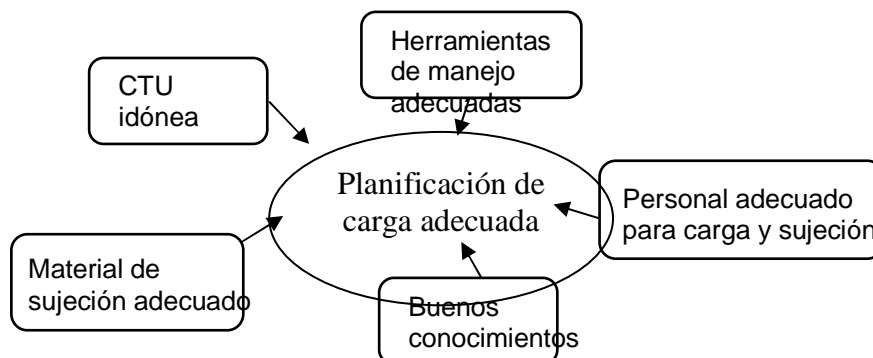 Herramientas
de manejo
adecuadas
CTU
idónea
Planificación de
carga adecuada
Personal adecuado
para carga y sujeción
Material de
sujeción adecuado
Buenos
conocimientos